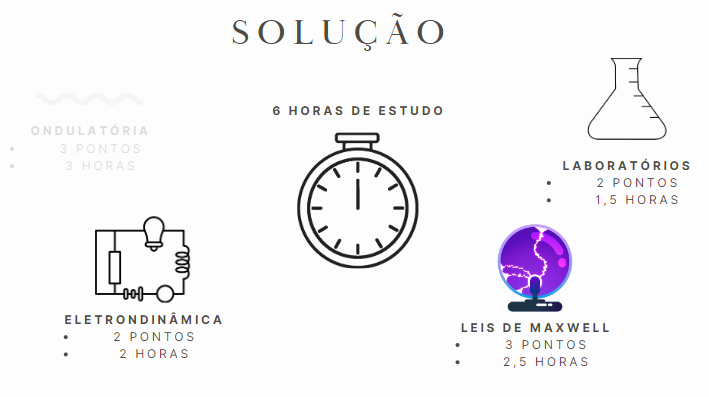 SOLUÇÃO
6 HORAS DE ESTUDO
ONDULATÓRIA
3 PONTOS
3 HORAS
LABORATÓRIOS
2 PONTOS
1,5 HORAS
ELETRONDINÂMICA
2 PONTOS
2 HORAS
LEIS DE MAXWELL
3 PONTOS
2,5 HORAS